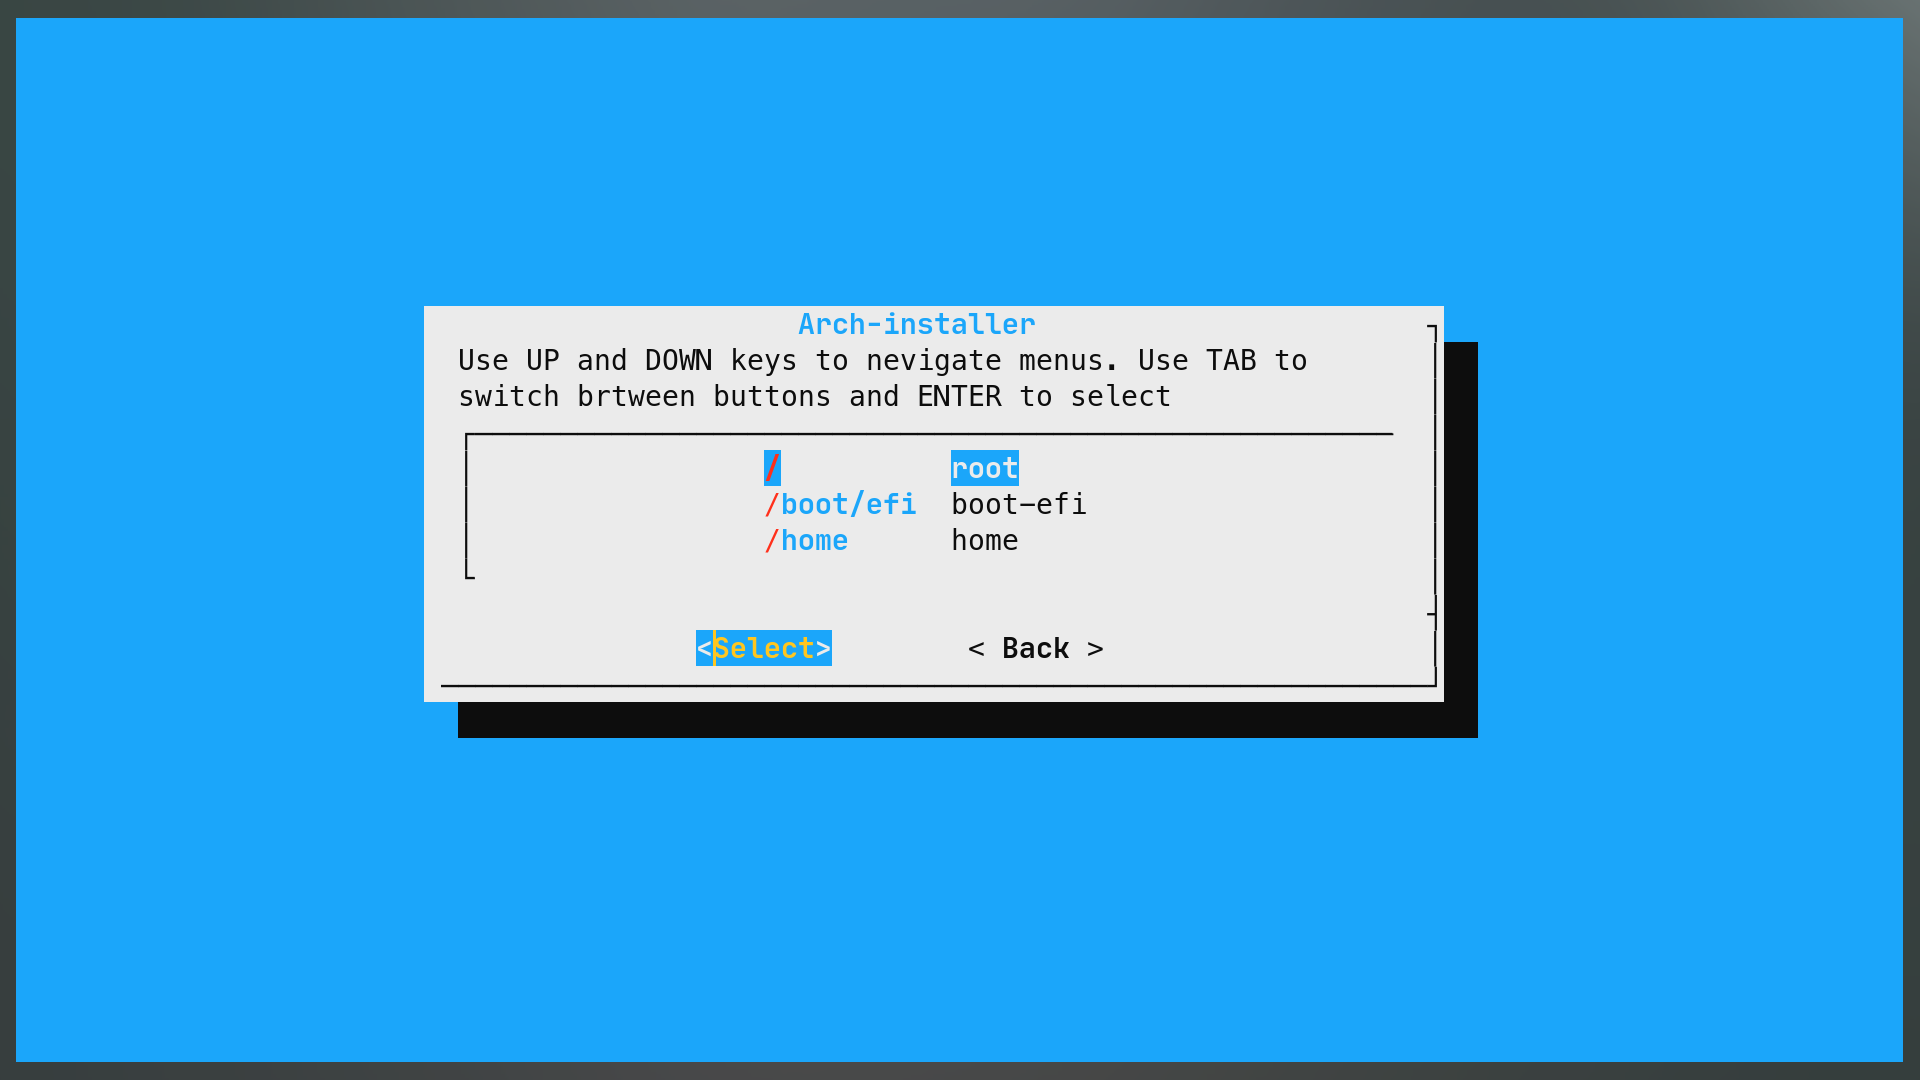 Arch-installer
Use UP and DOWN keys to nevigate menus. Use TAB to
switch brtween buttons and ENTER to select
/ root
/boot/efi boot-efi
/home home
<Select> < Back >